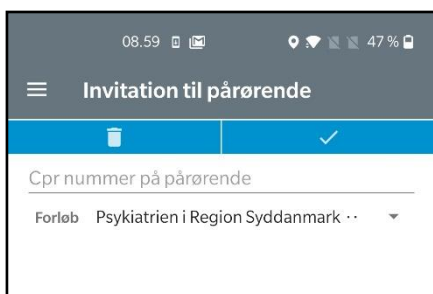 08.59 47 %
Invitation til pårørende
Cpr nummer på pårørende
Forløb Psykiatrien i Region Syddanmark ··